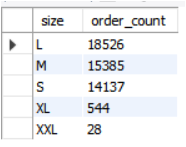 size order_count
L 18526
M 15385
S 14137
XL 544
XXL 28